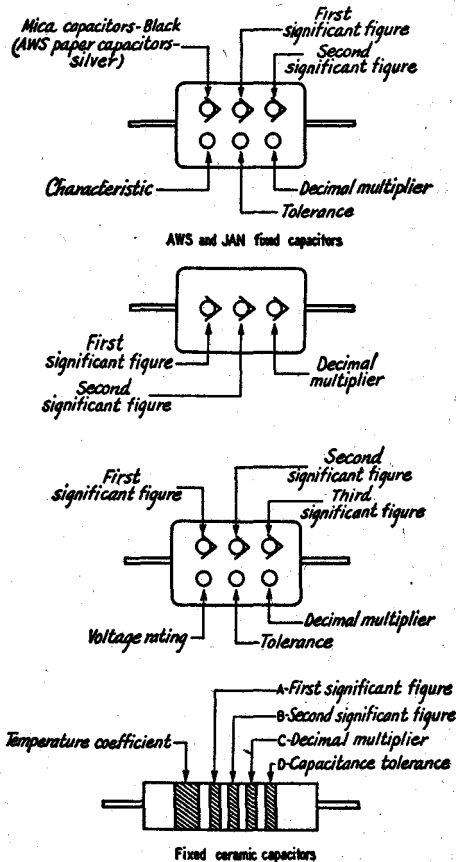 Mica capacitors-Black
(AWS paper capacitors-
silver)
First
significant figure
Second
significant figure
Characteristic
Decimal multiplier
Tolerance
AWS and JAN fixed capacitors
First
significant figure
Second
significant figure
Decimal
multiplier
First
significant figure
Second
significant figure
Third
significant figure
Voltage rating
Tolerance
Decimal multiplier
A-First significant figure
B-Second significant figure
Temperature coefficient
C-Decimal multiplier
D-Capacitance tolerance
Fixed ceramic capacitors